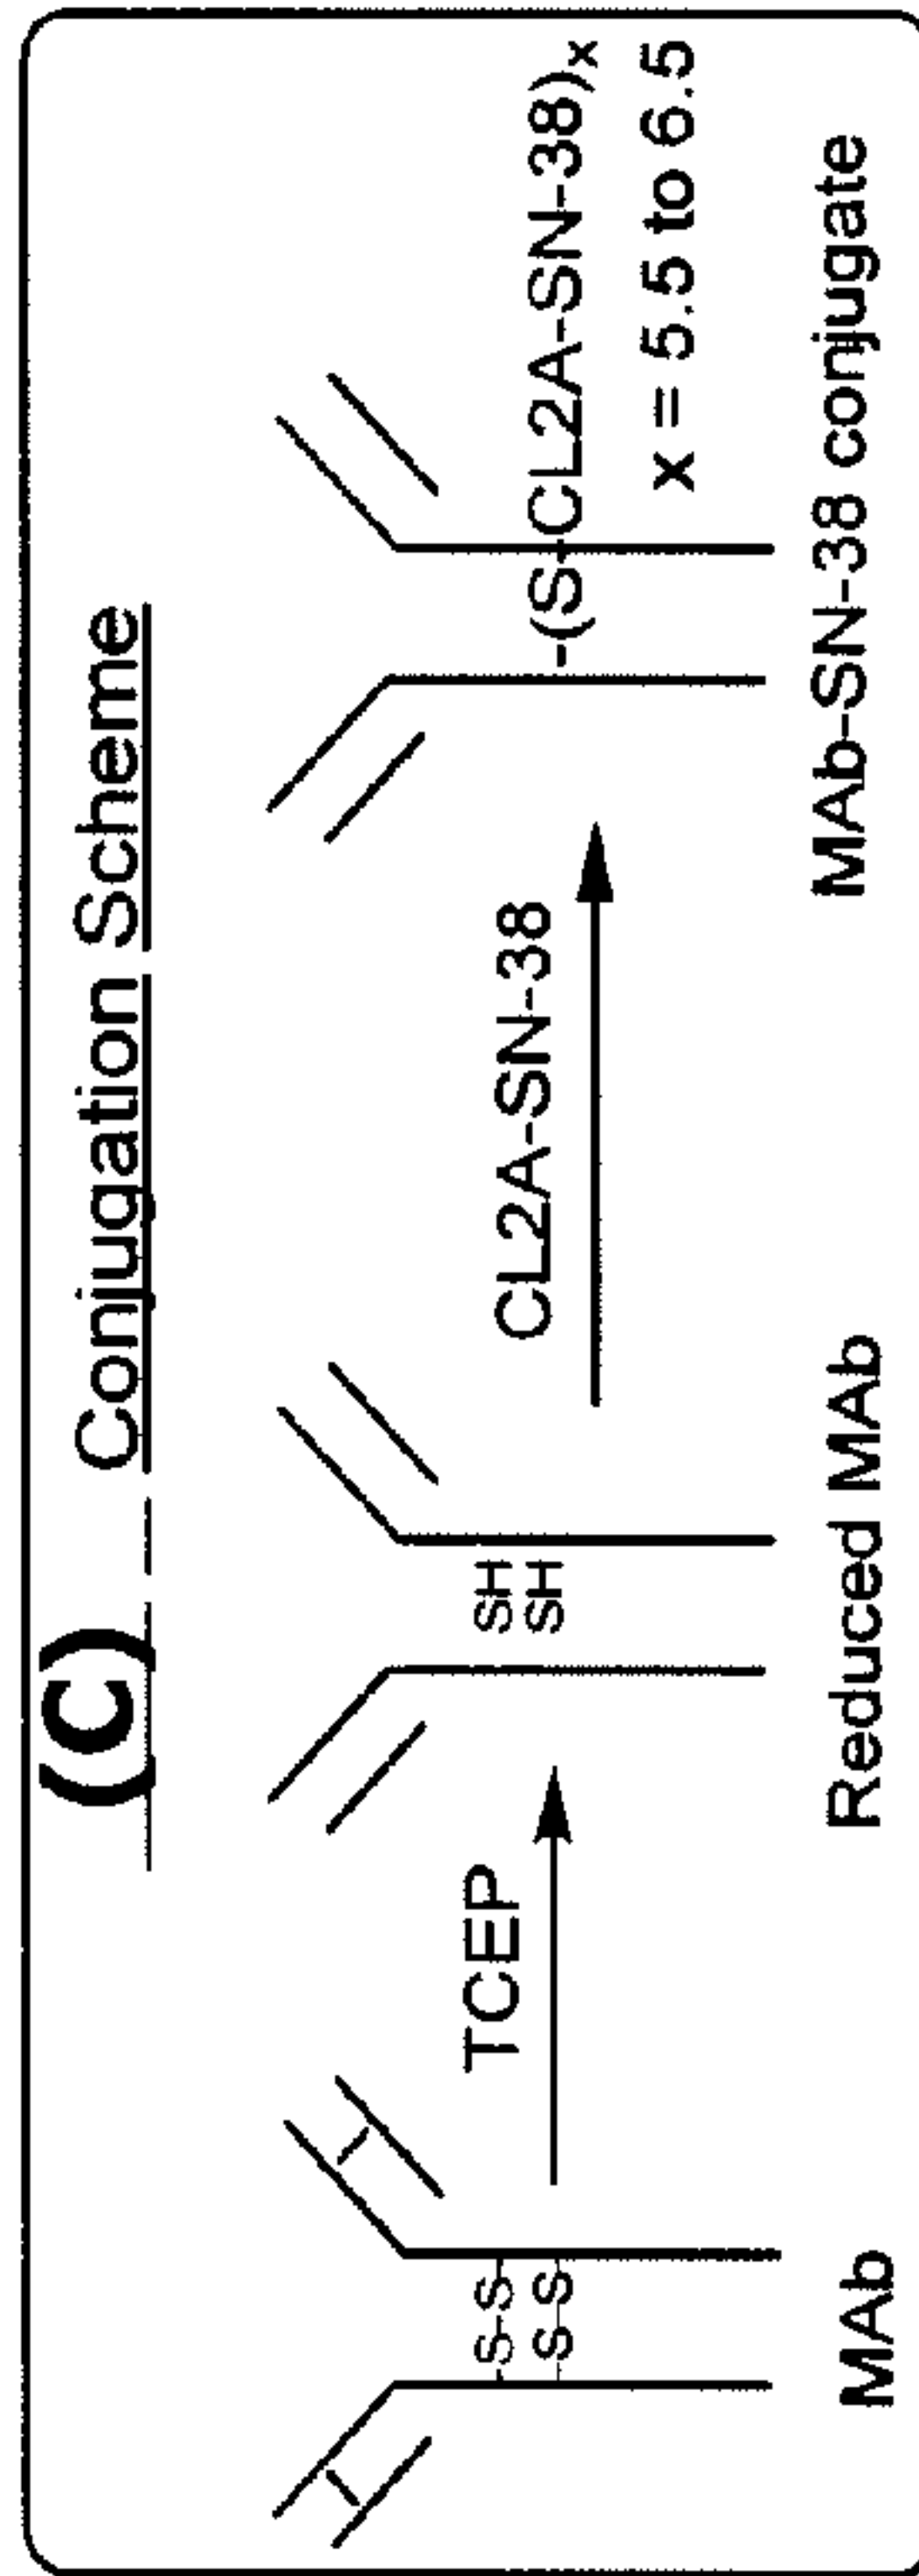 (C) Conjugation Scheme
S-S
S S
MAb
TCEP
SH
SH
Reduced MAb
CL2A-SN-38
-(S-CL2A-SN-38)x
x = 5.5 to 6.5
MAb-SN-38 conjugate